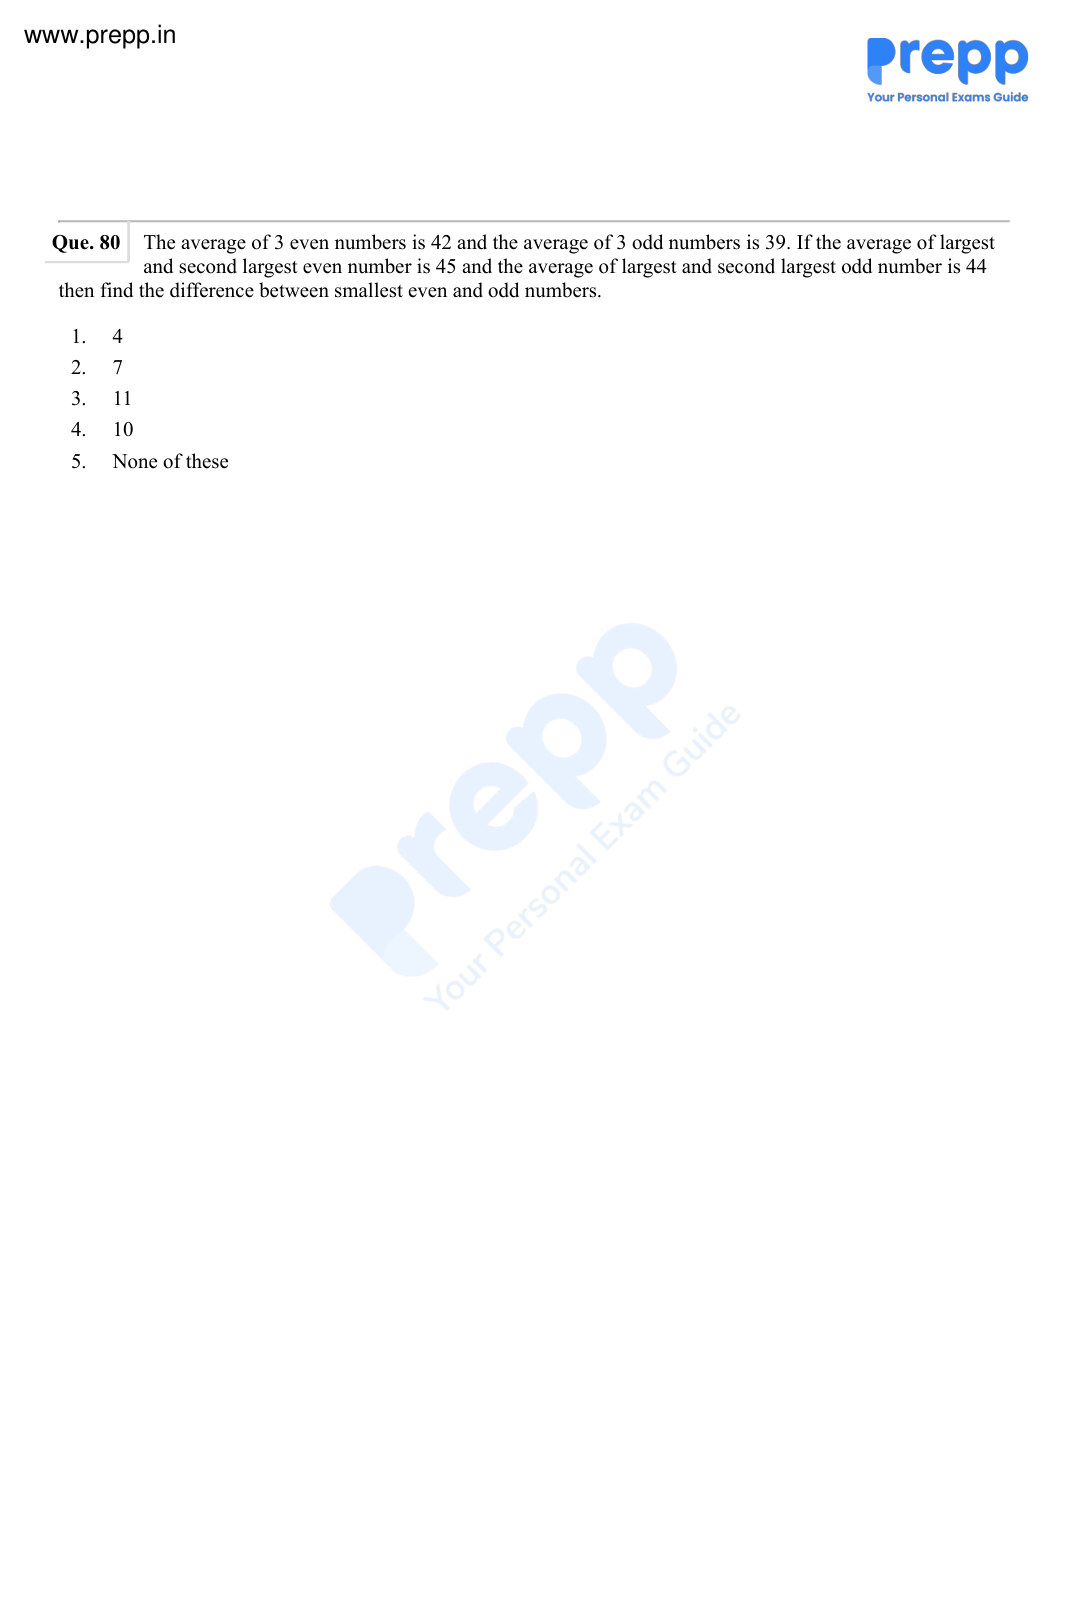 www.prepp.in
Prepp
Your Personal Exams Guide
Que. 80 The average of 3 even numbers is 42 and the average of 3 odd numbers is 39. If the average of largest
and second largest even number is 45 and the average of largest and second largest odd number is 44
then find the difference between smallest even and odd numbers.
1. 4
2. 7
3. 11
4. 10
5. None of these
Prepp
Your Personal Exam Guide